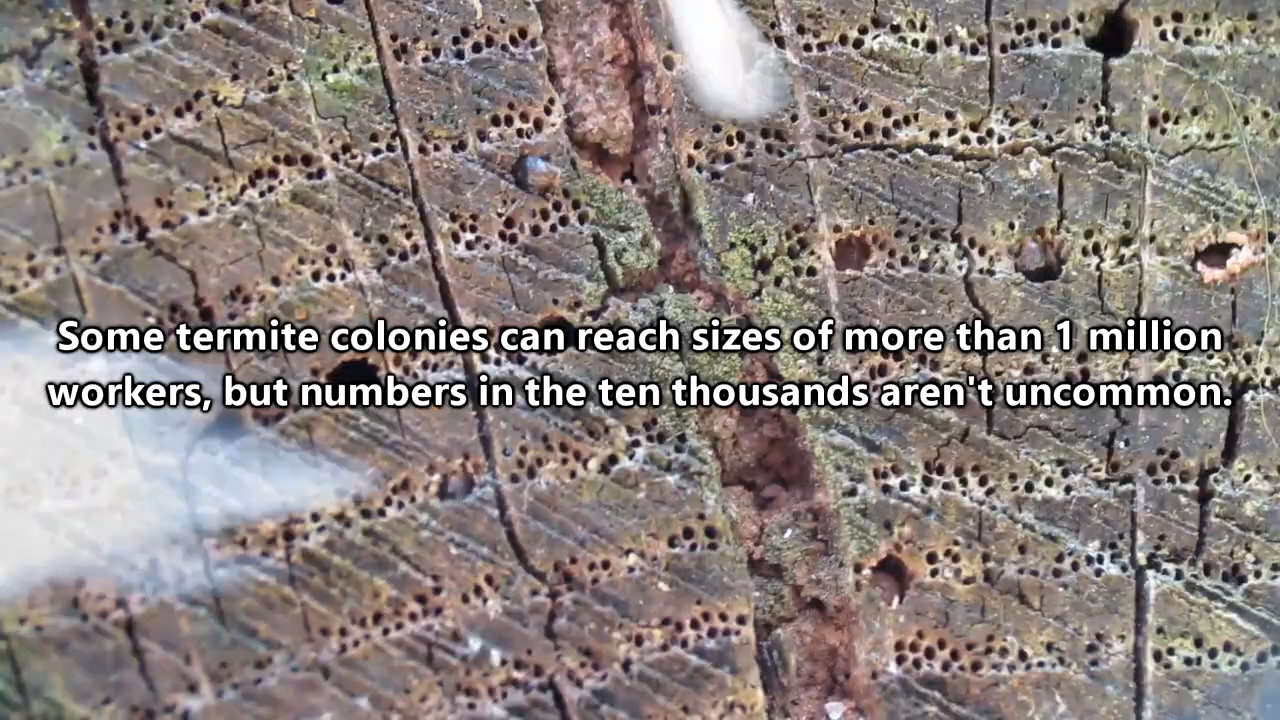 Some termite colonies can reach sizes of more than 1 million
workers, but numbers in the ten thousands aren't uncommon.